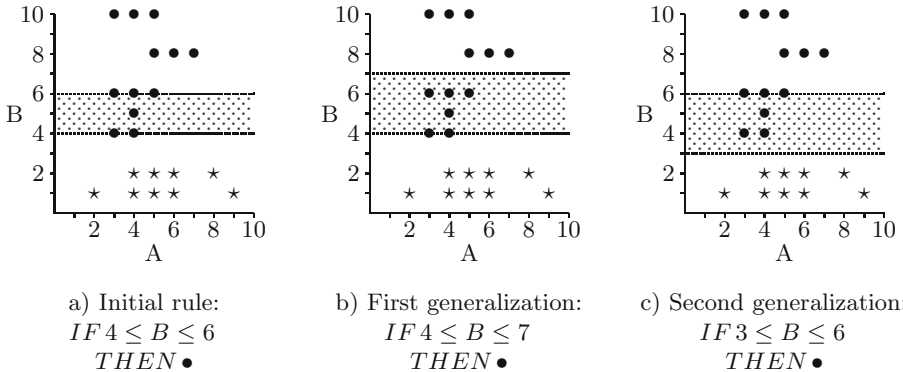 10
8
6
B
4
2
2 4 6 8 10
A
a) Initial rule:
IF 4 ≤ B ≤ 6
THEN ●
10
8
6
B
4
2
2 4 6 8 10
A
b) First generalization:
IF 4 ≤ B ≤ 7
THEN ●
10
8
6
B
4
2
2 4 6 8 10
A
c) Second generalization:
IF 3 ≤ B ≤ 6
THEN ●